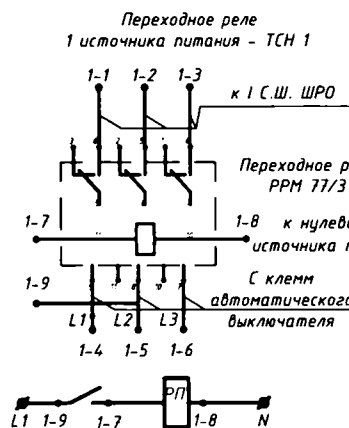 Переходное реле
1 источника питания - ТСН 1
1-1 1-2 1-3
к I С.Ш. ШРО
Переходное р
РРМ 77/3
1-7 1-8
к нулев
источника
1-9
С клемм
автоматического
выключателя
L1 L2 L3
1-4 1-5 1-6
РП
L1 1-9 1-7 1-8 N